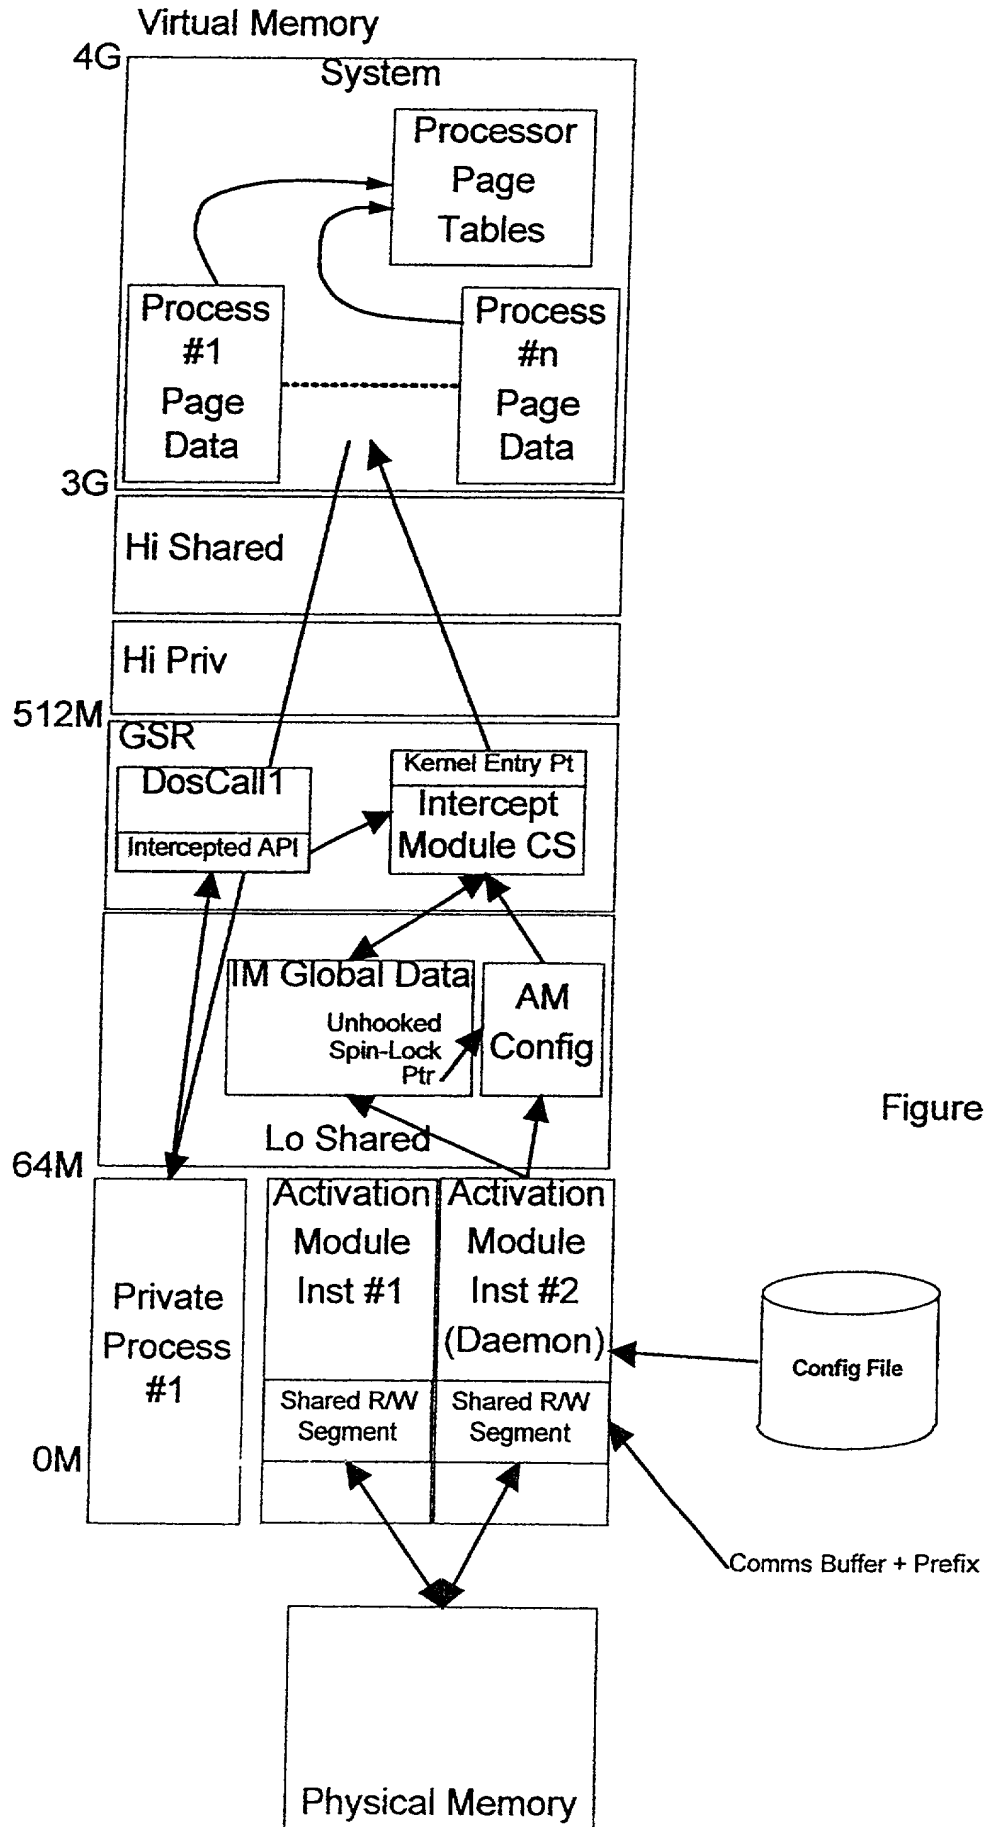 Virtual Memory
4G
System
Processor
Page
Tables
Process
#1
Page
Data
Process
#n
Page
Data
3G
Hi Shared
Hi Priv
512M
GSR
DosCall1
Intercepted API
Kernel Entry Pt
Intercept
Module CS
IM Global Data
Unhooked
Spin-Lock
Ptr
AM
Config
Lo Shared
Figure
64M
Private
Process
#1
Activation
Module
Inst #1
Shared R/W
Segment
Activation
Module
Inst #2
(Daemon)
Shared R/W
Segment
Config File
0M
Comms Buffer + Prefix
Physical Memory